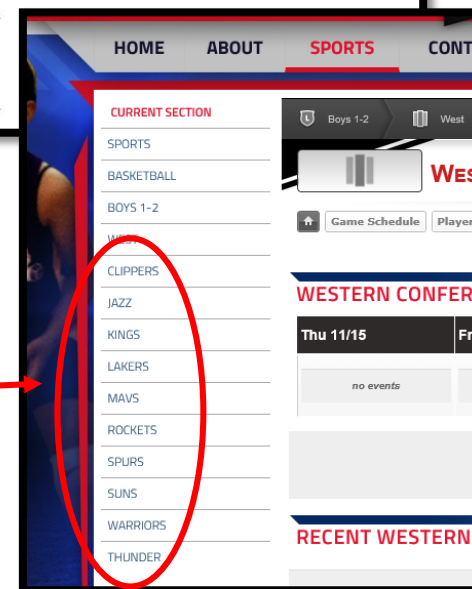 HOME ABOUT SPORTS CONT
CURRENT SECTION
SPORTS
BASKETBALL
BOYS 1-2
WEST
CLIPPERS
JAZZ
KINGS
LAKERS
MAVS
ROCKETS
SPURS
SUNS
WARRIORS
THUNDER
Boys 1-2 West
WES
Game Schedule Player
WESTERN CONFER
Thu 11/15 Fr
no events
RECENT WESTERN